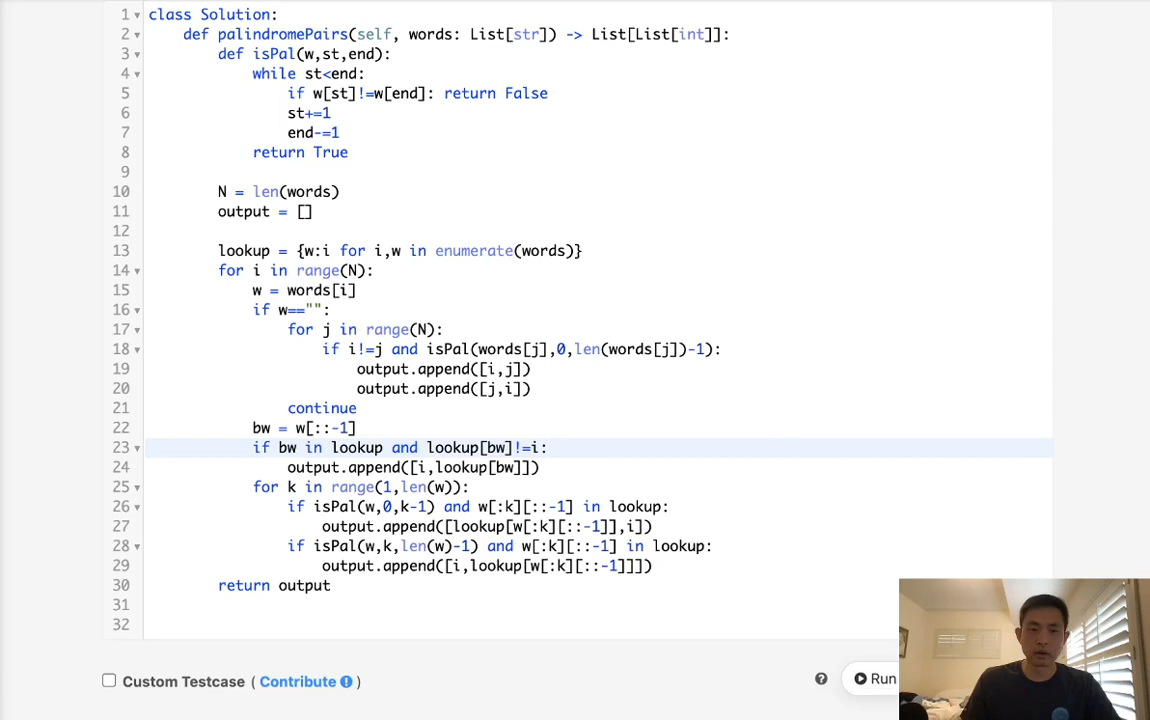 1 class Solution:
2 def palindromePairs(self, words: List[str]) -> List[List[int]]:
3 def isPal(w,st,end):
4 while st<end:
5 if w[st]!=w[end]: return False
6 st+=1
7 end-=1
8 return True
9
10 N = len(words)
11 output = []
12
13 lookup = {w:i for i,w in enumerate(words)}
14 for i in range(N):
15 w = words[i]
16 if w=="":
17 for j in range(N):
18 if i!=j and isPal(words[j],0,len(words[j])-1):
19 output.append([i,j])
20 output.append([j,i])
21 continue
22 bw = w[::-1]
23 if bw in lookup and lookup[bw]!=i:
24 output.append([i,lookup[bw]])
25 for k in range(1,len(w)):
26 if isPal(w,0,k-1) and w[:k][::-1] in lookup:
27 output.append([lookup[w[:k][::-1]],i])
28 if isPal(w,k,len(w)-1) and w[:k][::-1] in lookup:
29 output.append([i,lookup[w[:k][::-1]]])
30 return output
31
32
Custom Testcase ( Contribute )
? Run